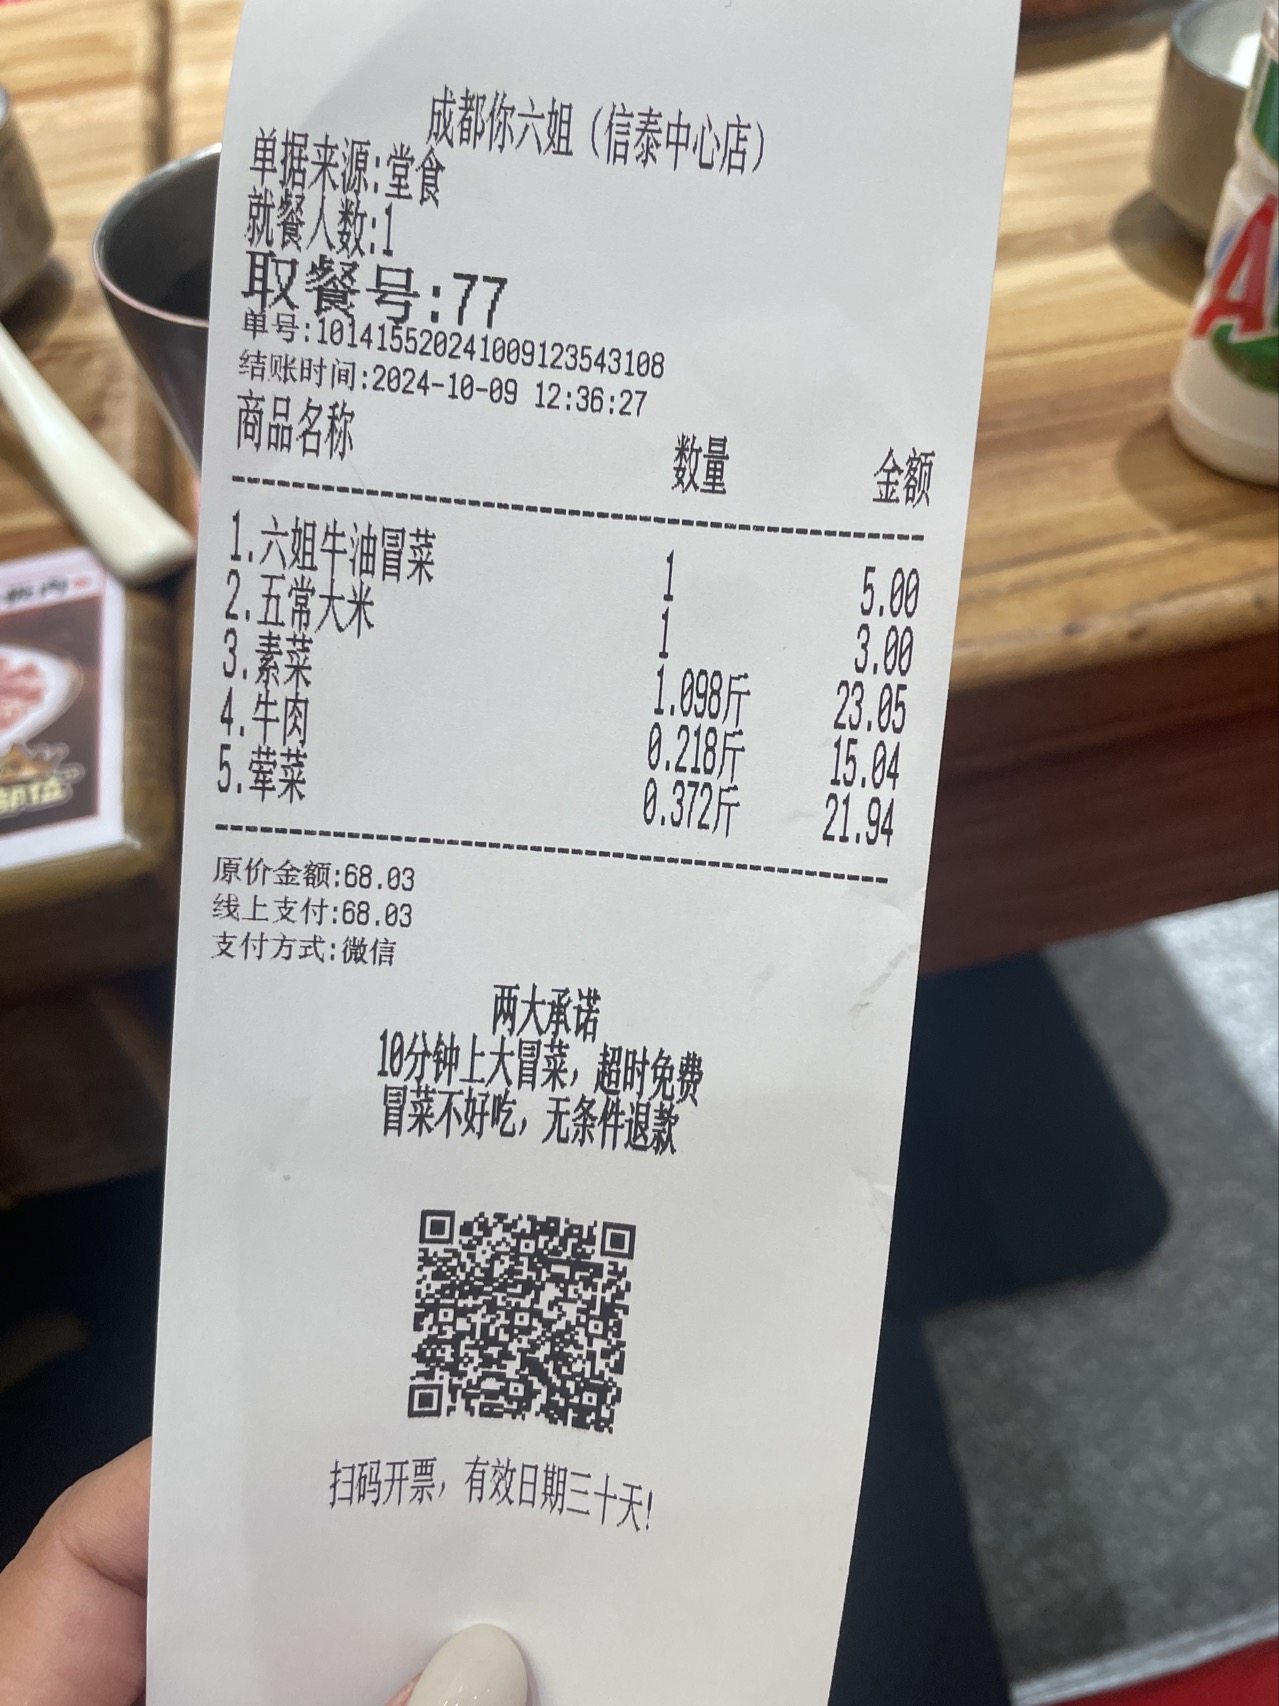 成都你六姐（信泰中心店）
单据来源:堂食
就餐人数:1
取餐号:77
单号:10141552024100912354​3108
结账时间:2024-10-09 12:36:27
商品名称 数量 金额
1.六姐牛油冒菜 1 5.00
2.五常大米 1 3.00
3.素菜 1.098斤 23.05
4.牛肉 0.218斤 15.04
5.荤菜 0.372斤 21.94
原价金额:68.03
线上支付:68.03
支付方式:微信
两大承诺
10分钟上大冒菜，超时免费
冒菜不好吃，无条件退款
扫码开票，有效日期三十天!
A